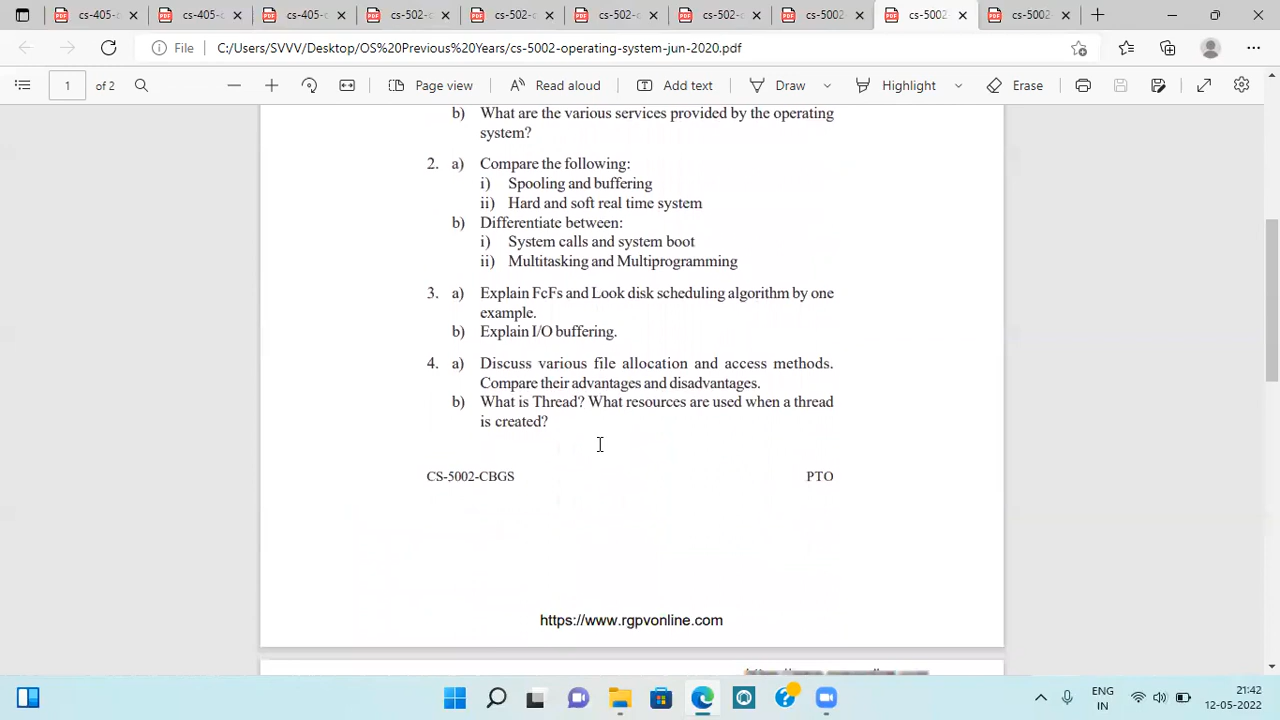 cs-405-
cs-405-
cs-405-
cs-502-
cs-502-
cs-502-
cs-502-
cs-5002
cs-5002
cs-5002
File
C:/Users/SVVV/Desktop/OS%20Previous%20Years/cs-5002-operating-system-jun-2020.pdf
1 of 2
Page view
Read aloud
Add text
Draw
Highlight
Erase
b) What are the various services provided by the operating
system?
2. a) Compare the following:
i) Spooling and buffering
ii) Hard and soft real time system
b) Differentiate between:
i) System calls and system boot
ii) Multitasking and Multiprogramming
3. a) Explain FcFs and Look disk scheduling algorithm by one
example.
b) Explain I/O buffering.
4. a) Discuss various file allocation and access methods.
Compare their advantages and disadvantages.
b) What is Thread? What resources are used when a thread
is created?
CS-5002-CBGS PTO
https://www.rgpvonline.com
ENG
IN
21:42
12-05-2022